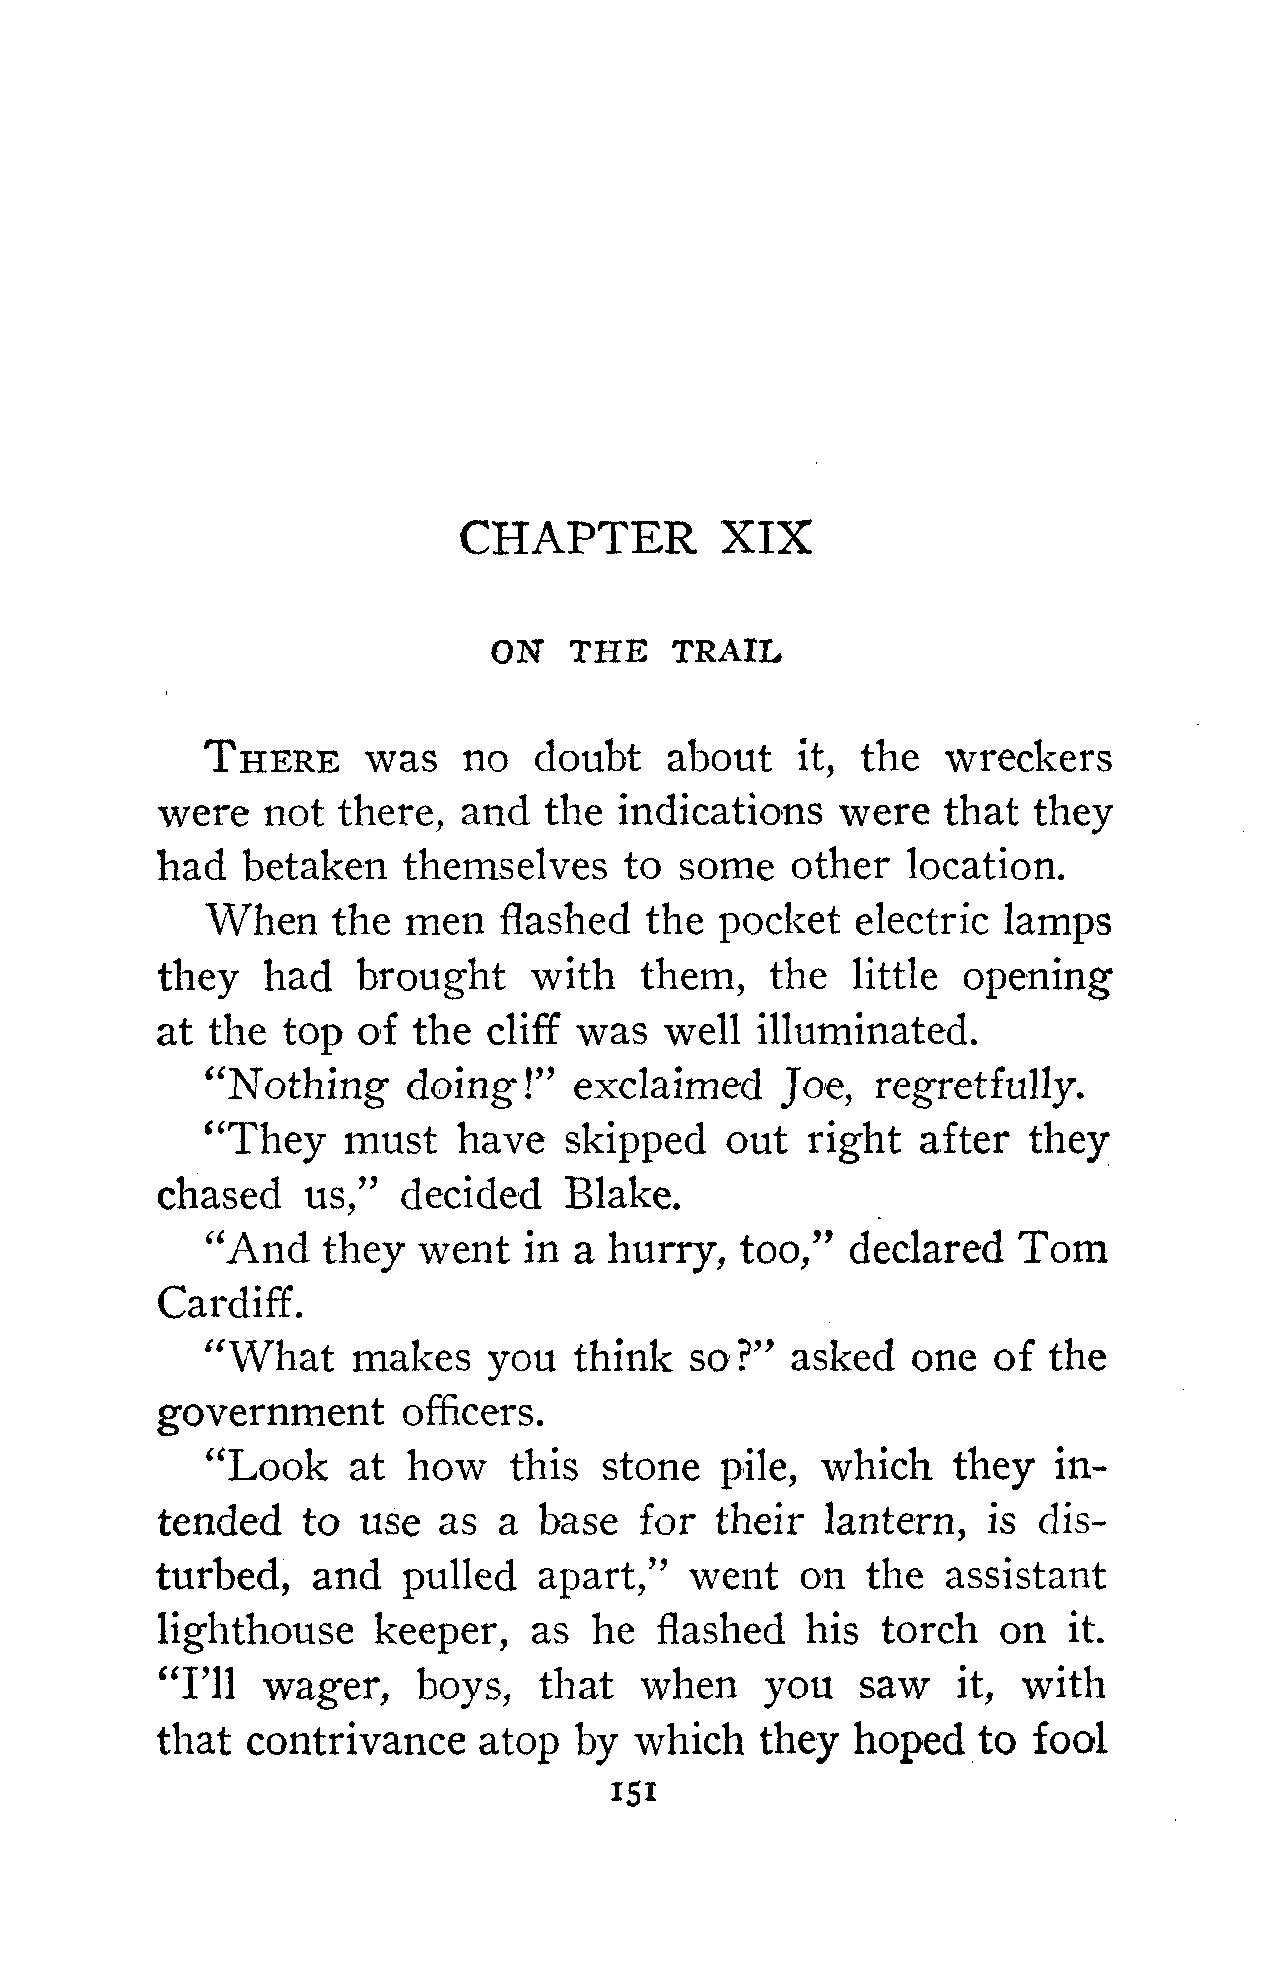 CHAPTER XIX
ON THE TRAIL
THERE was no doubt about it, the wreckers
were not there, and the indications were that they
had betaken themselves to some other location.
When the men flashed the pocket electric lamps
they had brought with them, the little opening
at the top of the cliff was well illuminated.
“Nothing doing!” exclaimed Joe, regretfully.
“They must have skipped out right after they
chased us,” decided Blake.
“And they went in a hurry, too,” declared Tom
Cardiff.
“What makes you think so?” asked one of the
government officers.
“Look at how this stone pile, which they in-
tended to use as a base for their lantern, is dis-
turbed, and pulled apart,” went on the assistant
lighthouse keeper, as he flashed his torch on it.
“I’ll wager, boys, that when you saw it, with
that contrivance atop by which they hoped to fool
151